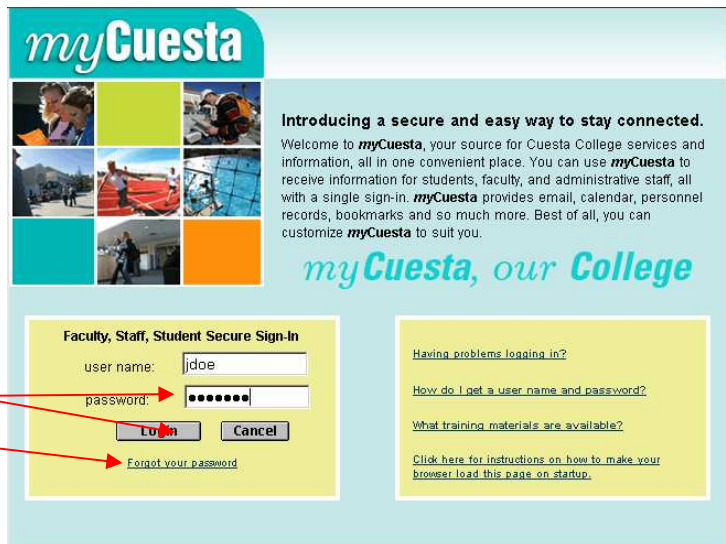 myCuesta
Introducing a secure and easy way to stay connected.
Welcome to myCuesta, your source for Cuesta College services and
information, all in one convenient place. You can use myCuesta to
receive information for students, faculty, and administrative staff, all
with a single sign-in. myCuesta provides email, calendar, personnel
records, bookmarks and so much more. Best of all, you can
customize myCuesta to suit you.
myCuesta, our College
Faculty, Staff, Student Secure Sign-In
user name: jdoe
password: •••••••
Login Cancel
Forgot your password
Having problems logging in?
How do I get a user name and password?
What training materials are available?
Click here for instructions on how to make your
browser load this page on startup.